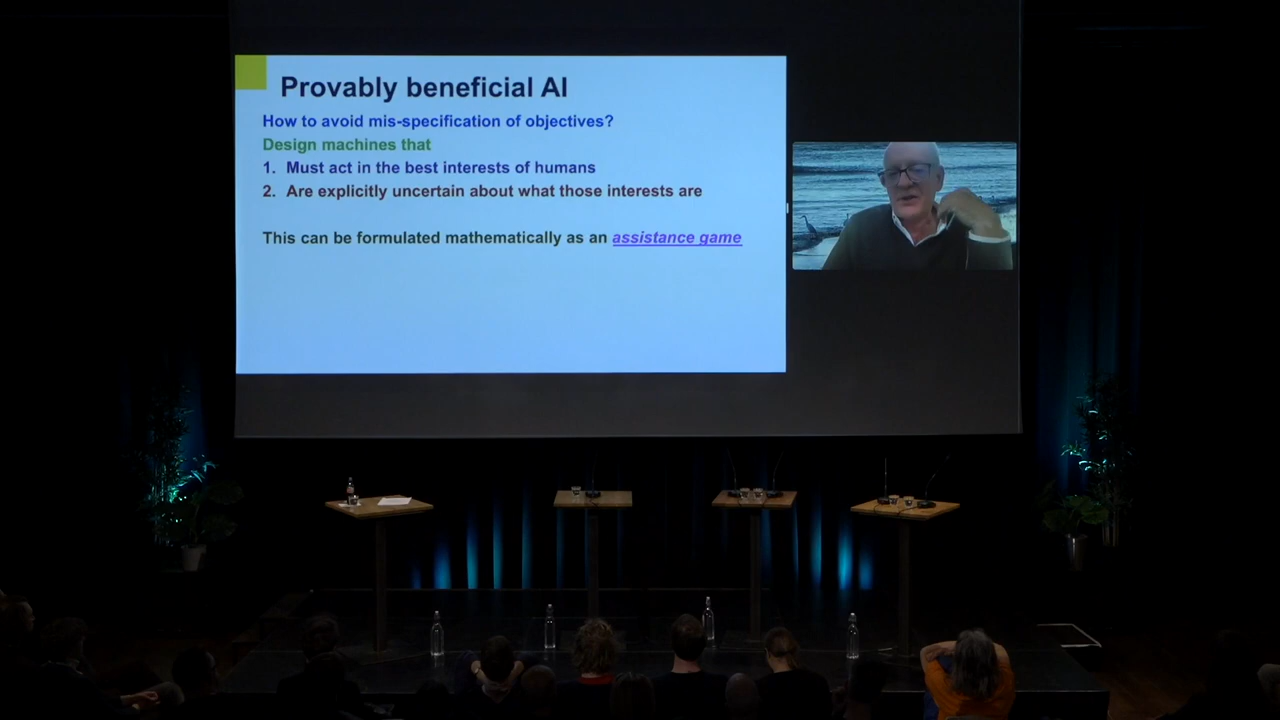 Provably beneficial AI
How to avoid mis-specification of objectives?
Design machines that
1. Must act in the best interests of humans
2. Are explicitly uncertain about what those interests are
This can be formulated mathematically as an assistance game